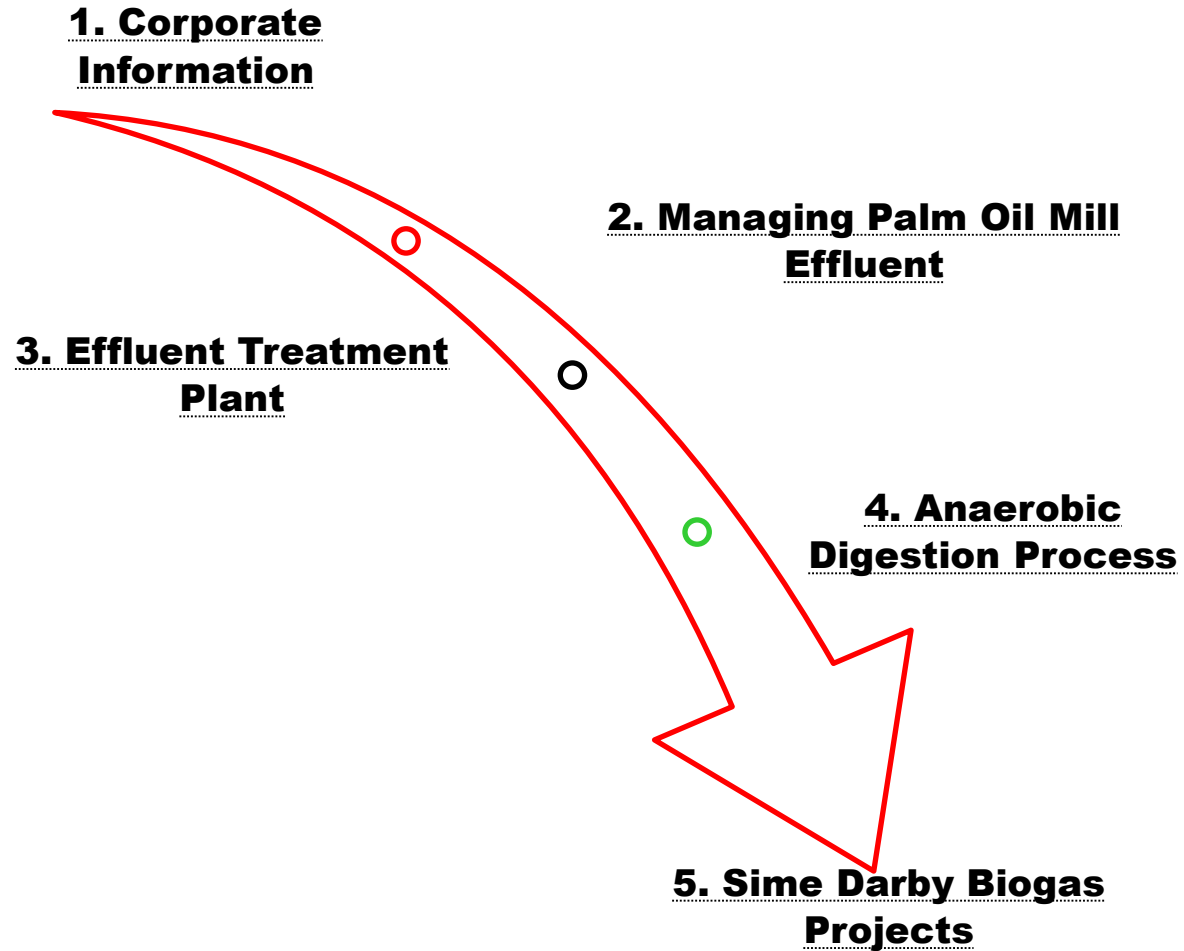 1. Corporate
Information
2. Managing Palm Oil Mill
Effluent
3. Effluent Treatment
Plant
4. Anaerobic
Digestion Process
5. Sime Darby Biogas
Projects